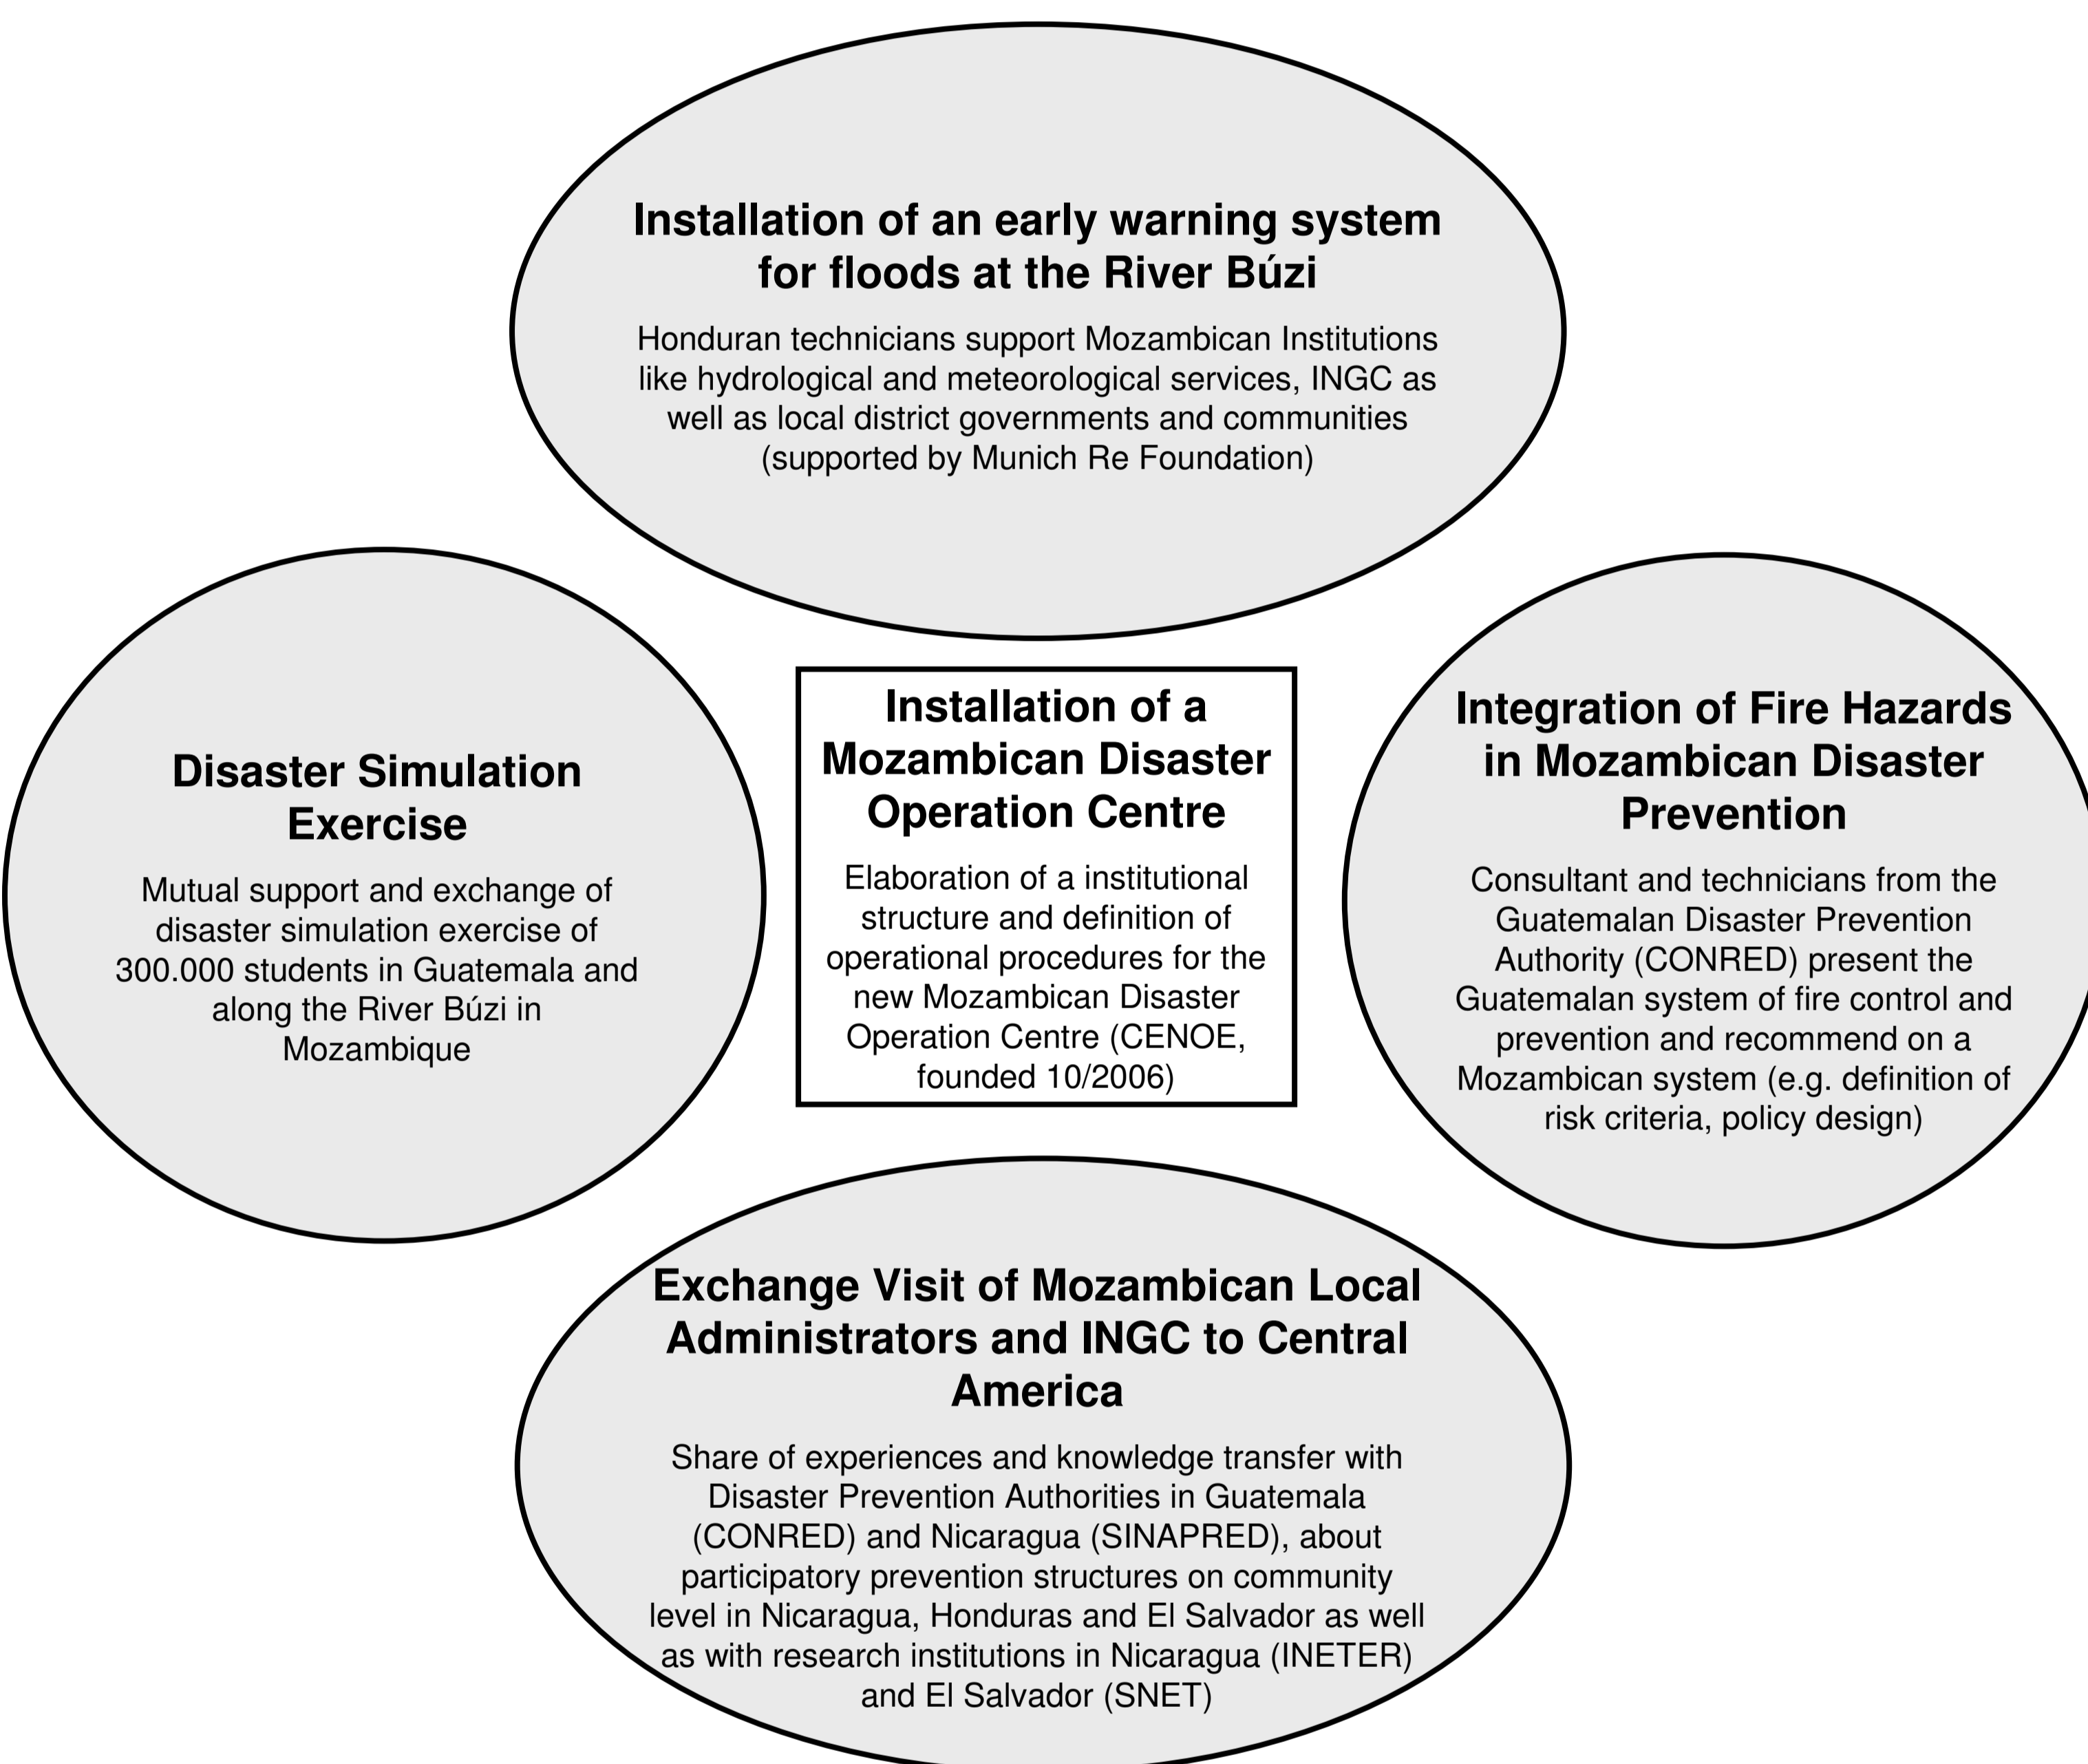 Installation of an early warning system
for floods at the River Búzi
Honduran technicians support Mozambican Institutions
like hydrological and meteorological services, INGC as
well as local district governments and communities
(supported by Munich Re Foundation)
Disaster Simulation
Exercise
Mutual support and exchange of
disaster simulation exercise of
300.000 students in Guatemala and
along the River Búzi in
Mozambique
Installation of a
Mozambican Disaster
Operation Centre
Elaboration of a institutional
structure and definition of
operational procedures for the
new Mozambican Disaster
Operation Centre (CENOE,
founded 10/2006)
Integration of Fire Hazards
in Mozambican Disaster
Prevention
Consultant and technicians from the
Guatemalan Disaster Prevention
Authority (CONRED) present the
Guatemalan system of fire control and
prevention and recommend on a
Mozambican system (e.g. definition of
risk criteria, policy design)
Exchange Visit of Mozambican Local
Administrators and INGC to Central
America
Share of experiences and knowledge transfer with
Disaster Prevention Authorities in Guatemala
(CONRED) and Nicaragua (SINAPRED), about
participatory prevention structures on community
level in Nicaragua, Honduras and El Salvador as well
as with research institutions in Nicaragua (INETER)
and El Salvador (SNET)